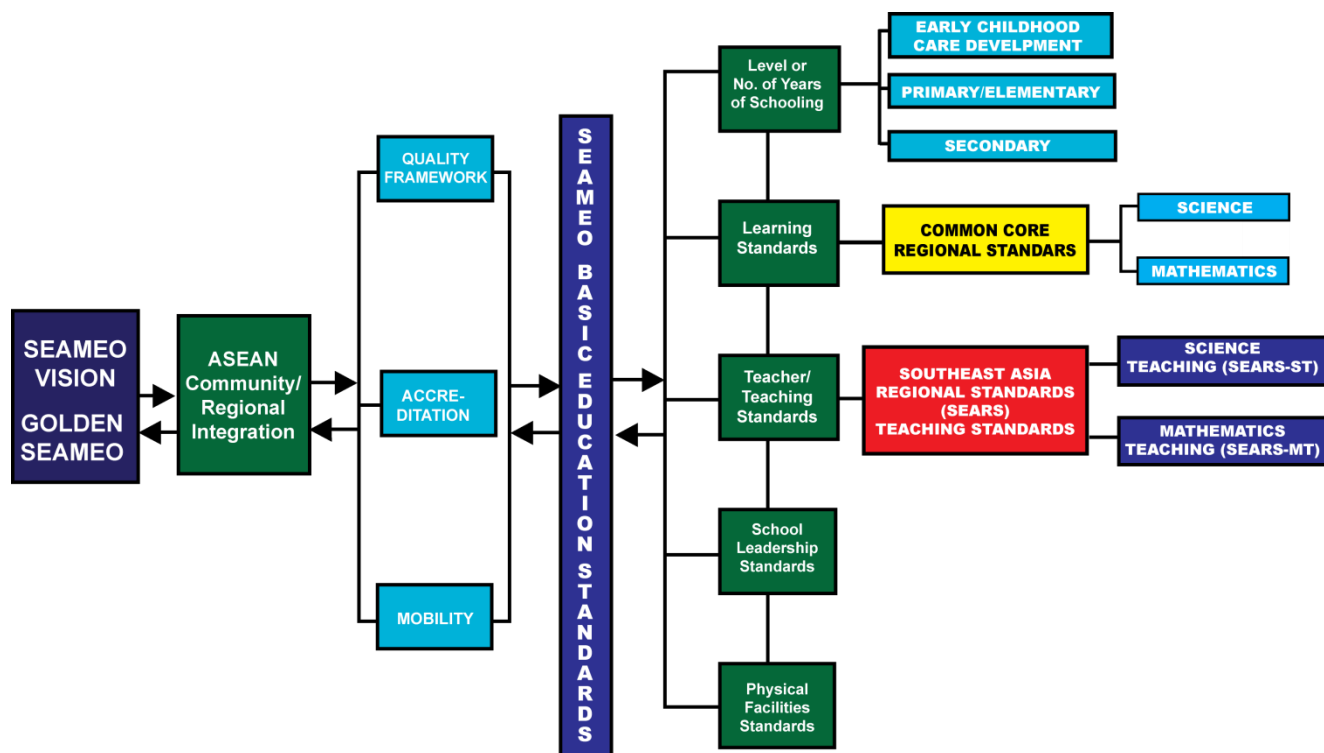 SEAMEO
VISION
GOLDEN
SEAMEO
ASEAN
Community/
Regional
Integration
QUALITY
FRAMEWORK
ACCRE-
DITATION
MOBILITY
SEAMEO BASIC EDUCATION STANDARDS
Level or
No. of Years
of Schooling
EARLY CHILDHOOD
CARE DEVELPMENT
PRIMARY/ELEMENTARY
SECONDARY
Learning
Standards
COMMON CORE
REGIONAL STANDARS
SCIENCE
MATHEMATICS
Teacher/
Teaching
Standards
SOUTHEAST ASIA
REGIONAL STANDARDS
(SEARS)
TEACHING STANDARDS
SCIENCE
TEACHING (SEARS-ST)
MATHEMATICS
TEACHING (SEARS-MT)
School
Leadership
Standards
Physical
Facilities
Standards